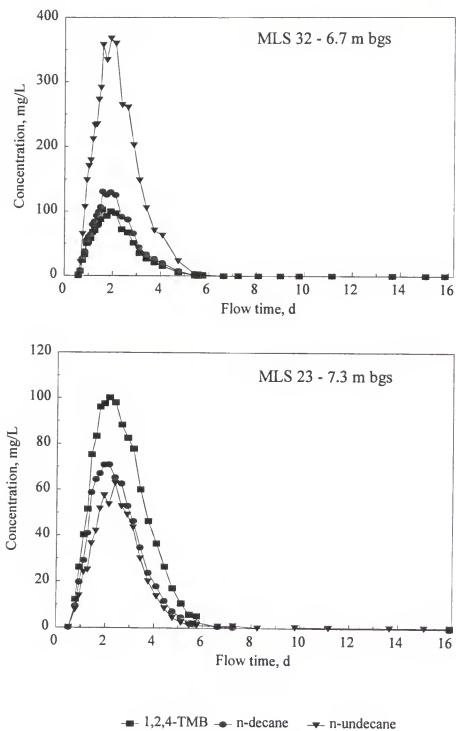 MLS 32 - 6.7 m bgs
Concentration, mg/L
400
300
200
100
0
0 2 4 6 8 10 12 14 16
Flow time, d
MLS 23 - 7.3 m bgs
Concentration, mg/L
120
100
80
60
40
20
0
0 2 4 6 8 10 12 14 16
Flow time, d
1,2,4-TMB n-decane n-undecane